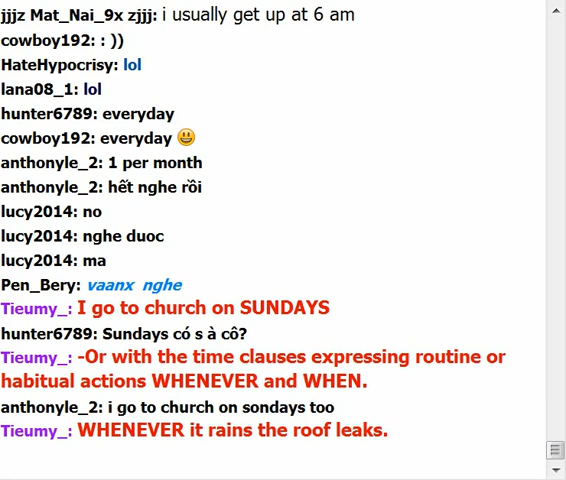 jjjz Mat_Nai_9x zjjj: i usually get up at 6 am
cowboy192: : ))
HateHypocrisy: lol
lana08_1: lol
hunter6789: everyday
cowboy192: everyday 😃
anthonyle_2: 1 per month
anthonyle_2: hết nghe rồi
lucy2014: no
lucy2014: nghe duoc
lucy2014: ma
Pen_Bery: vaanx nghe
Tieumy_: I go to church on SUNDAYS
hunter6789: Sundays có s à cô?
Tieumy_: -Or with the time clauses expressing routine or
habitual actions WHENEVER and WHEN.
anthonyle_2: i go to church on sondays too
Tieumy_: WHENEVER it rains the roof leaks.